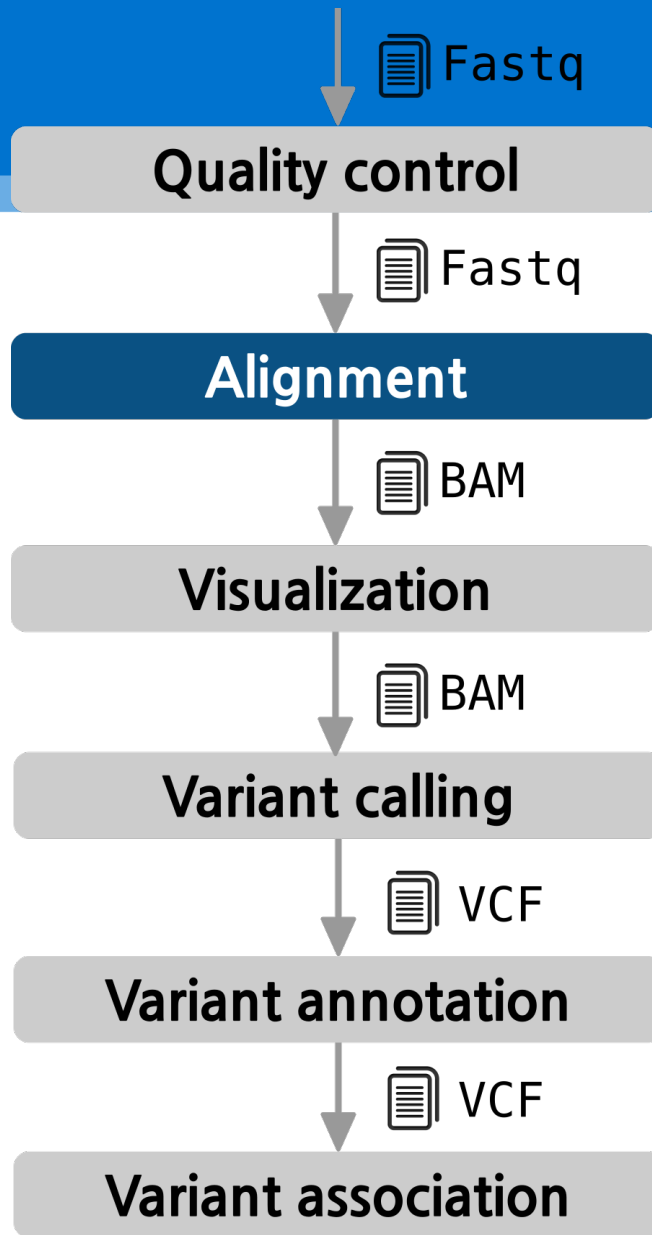 Fastq
Quality control
Fastq
Alignment
BAM
Visualization
BAM
Variant calling
VCF
Variant annotation
VCF
Variant association